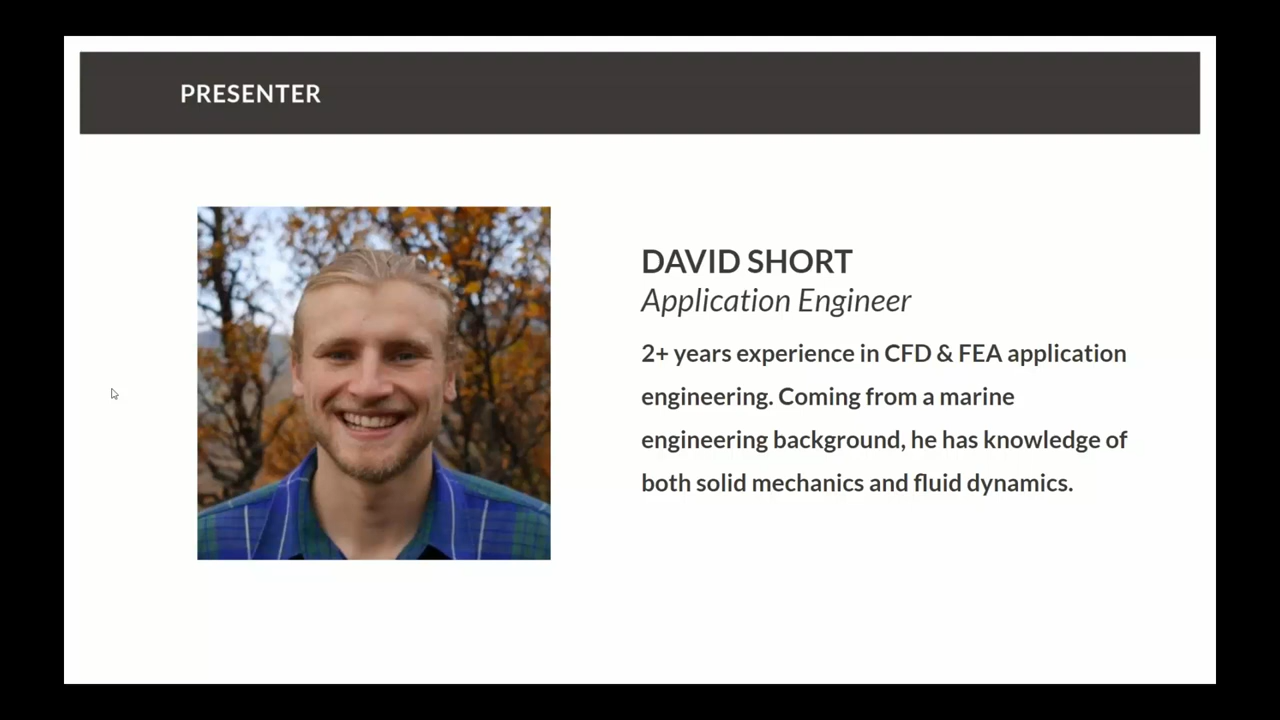 PRESENTER
DAVID SHORT
Application Engineer
2+ years experience in CFD & FEA application
engineering. Coming from a marine
engineering background, he has knowledge of
both solid mechanics and fluid dynamics.